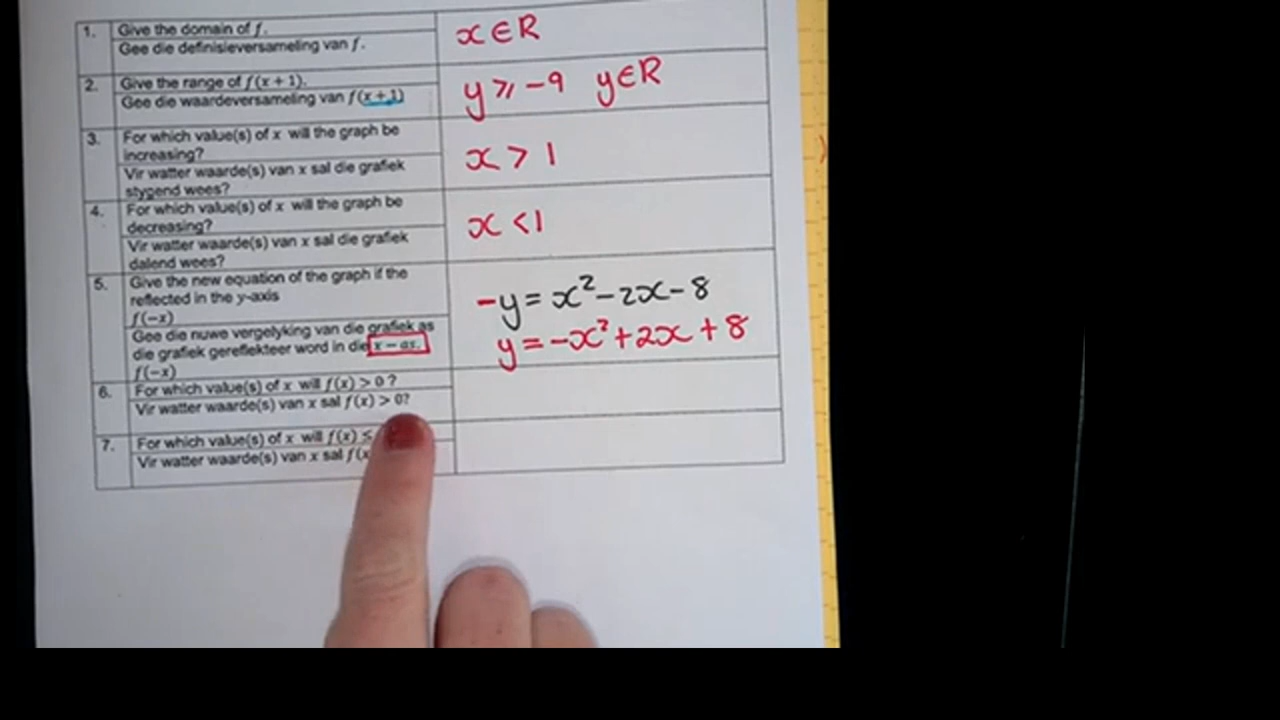 1. Give the domain of f. x ∈ R
Gee die definisieversameling van f.
2. Give the range of f(x + 1). y ≥ -9 y ∈ R
Gee die waardeversameling van f(x + 1)
3. For which value(s) of x will the graph be
increasing?
x > 1
Vir watter waarde(s) van x sal die grafiek
stygend wees?
4. For which value(s) of x will the graph be
decreasing?
x < 1
Vir watter waarde(s) van x sal die grafiek
dalend wees?
5. Give the new equation of the graph if the
reflected in the y-axis
f(-x)
-y = x² - 2x - 8
Gee die nuwe vergelyking van die grafiek as
die grafiek gereflekteer word in die x - as.
f(-x)
y = -x² + 2x + 8
6. For which value(s) of x will f(x) > 0 ?
Vir watter waarde(s) van x sal f(x) > 0?
7. For which value(s) of x will f(x) ≤
Vir watter waarde(s) van x sal f(x